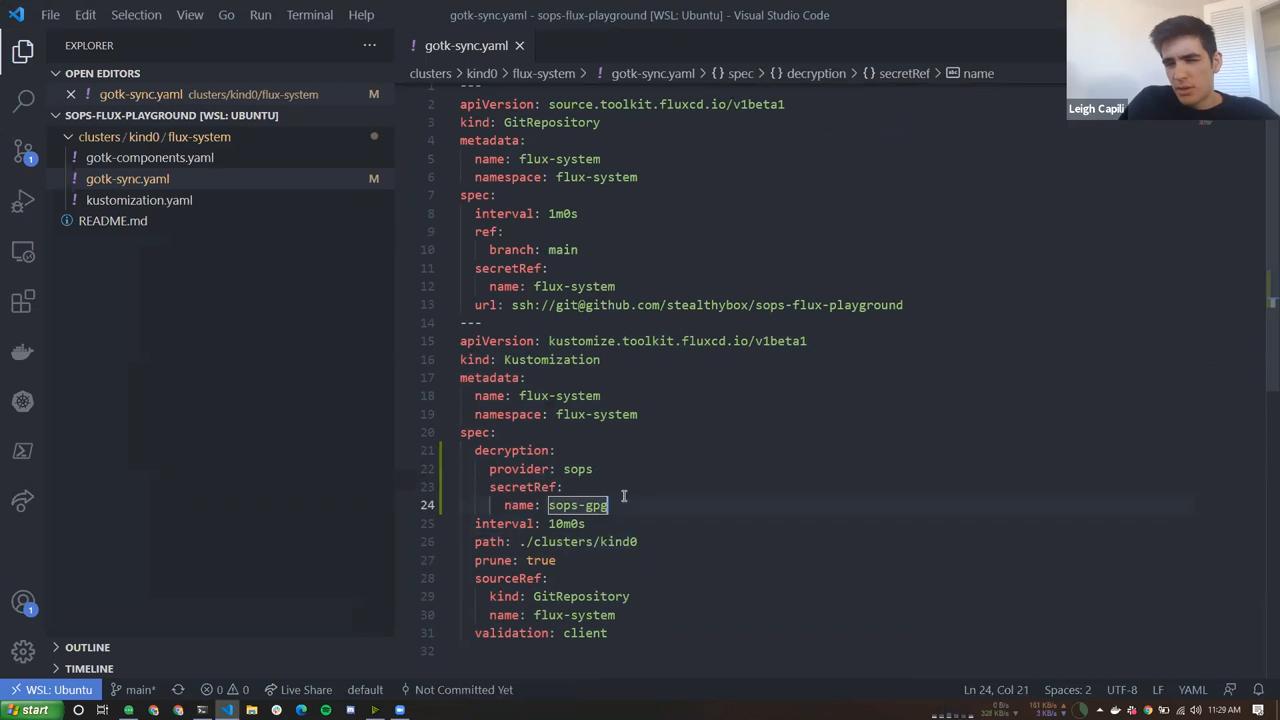 File Edit Selection View Go Run Terminal Help
gotk-sync.yaml - sops-flux-playground [WSL: Ubuntu] - Visual Studio Code
EXPLORER
OPEN EDITORS
gotk-sync.yaml clusters/kind0/flux-system M
SOPS-FLUX-PLAYGROUND [WSL: UBUNTU]
clusters / kind0 / flux-system
! gotk-components.yaml
! gotk-sync.yaml M
! kustomization.yaml
README.md
OUTLINE
TIMELINE
! gotk-sync.yaml
clusters > kind0 > flux-system > ! gotk-sync.yaml > {} spec > {} decryption > {} secretRef > name
1 ---
2 apiVersion: source.toolkit.fluxcd.io/v1beta1
3 kind: GitRepository
4 metadata:
5 name: flux-system
6 namespace: flux-system
7 spec:
8 interval: 1m0s
9 ref:
10 branch: main
11 secretRef:
12 name: flux-system
13 url: ssh://git@github.com/stealthybox/sops-flux-playground
14 ---
15 apiVersion: kustomize.toolkit.fluxcd.io/v1beta1
16 kind: Kustomization
17 metadata:
18 name: flux-system
19 namespace: flux-system
20 spec:
21 decryption:
22 provider: sops
23 secretRef:
24 name: sops-gpg
25 interval: 10m0s
26 path: ./clusters/kind0
27 prune: true
28 sourceRef:
29 kind: GitRepository
30 name: flux-system
31 validation: client
32
Leigh Capili
1
1
WSL: Ubuntu main* 0 0 Live Share default Not Committed Yet Ln 24, Col 21 Spaces: 2 UTF-8 LF YAML
start 11:29 AM